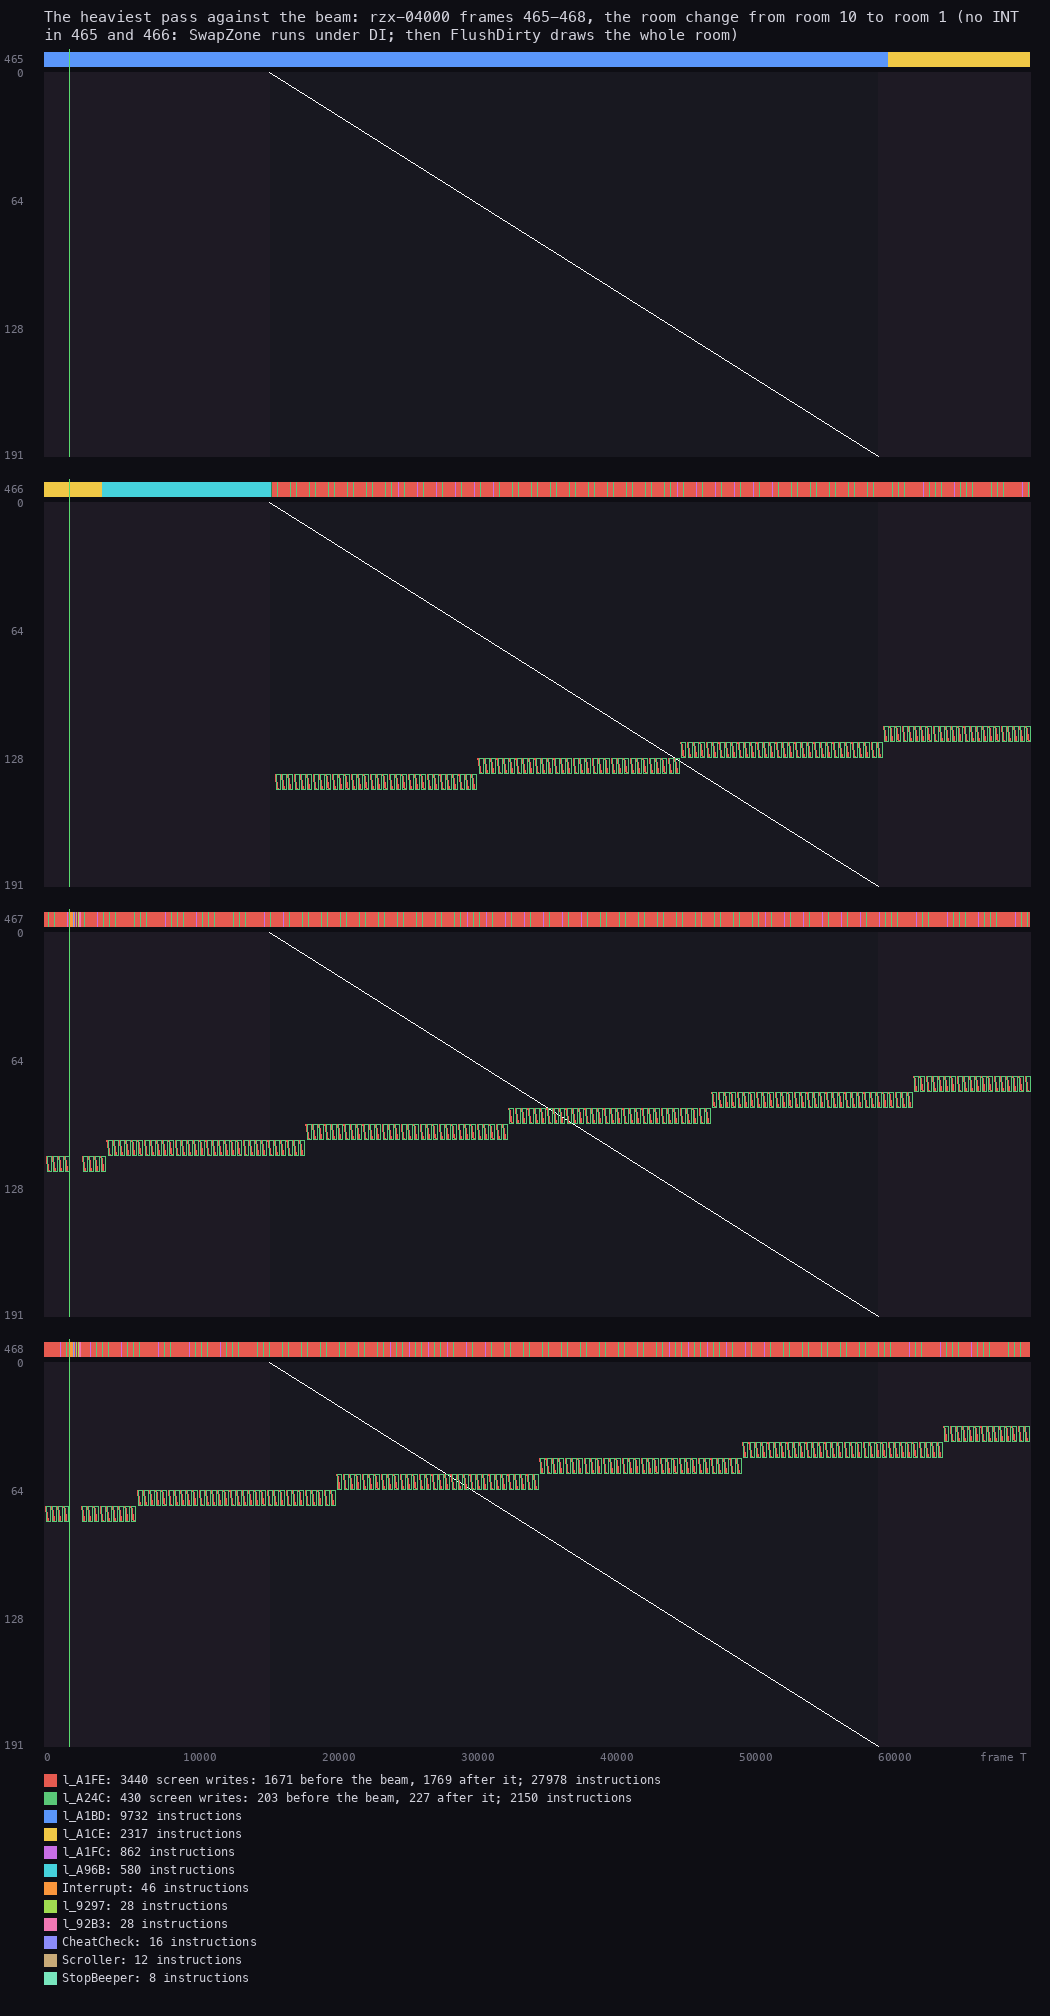 The heaviest pass against the beam: rzx−04000 frames 465−468, the room change from room 10 to room 1 (no INT
in 465 and 466: SwapZone runs under DI; then FlushDirty draws the whole room)
465
0
64
128
191
466
0
64
128
191
467
0
64
128
191
468
0
64
128
191
0 10000 20000 30000 40000 50000 60000 frame T
l_A1FE: 3440 screen writes: 1671 before the beam, 1769 after it; 27978 instructions
l_A24C: 430 screen writes: 203 before the beam, 227 after it; 2150 instructions
l_A1BD: 9732 instructions
l_A1CE: 2317 instructions
l_A1FC: 862 instructions
l_A96B: 580 instructions
Interrupt: 46 instructions
l_9297: 28 instructions
l_92B3: 28 instructions
CheatCheck: 16 instructions
Scroller: 12 instructions
StopBeeper: 8 instructions